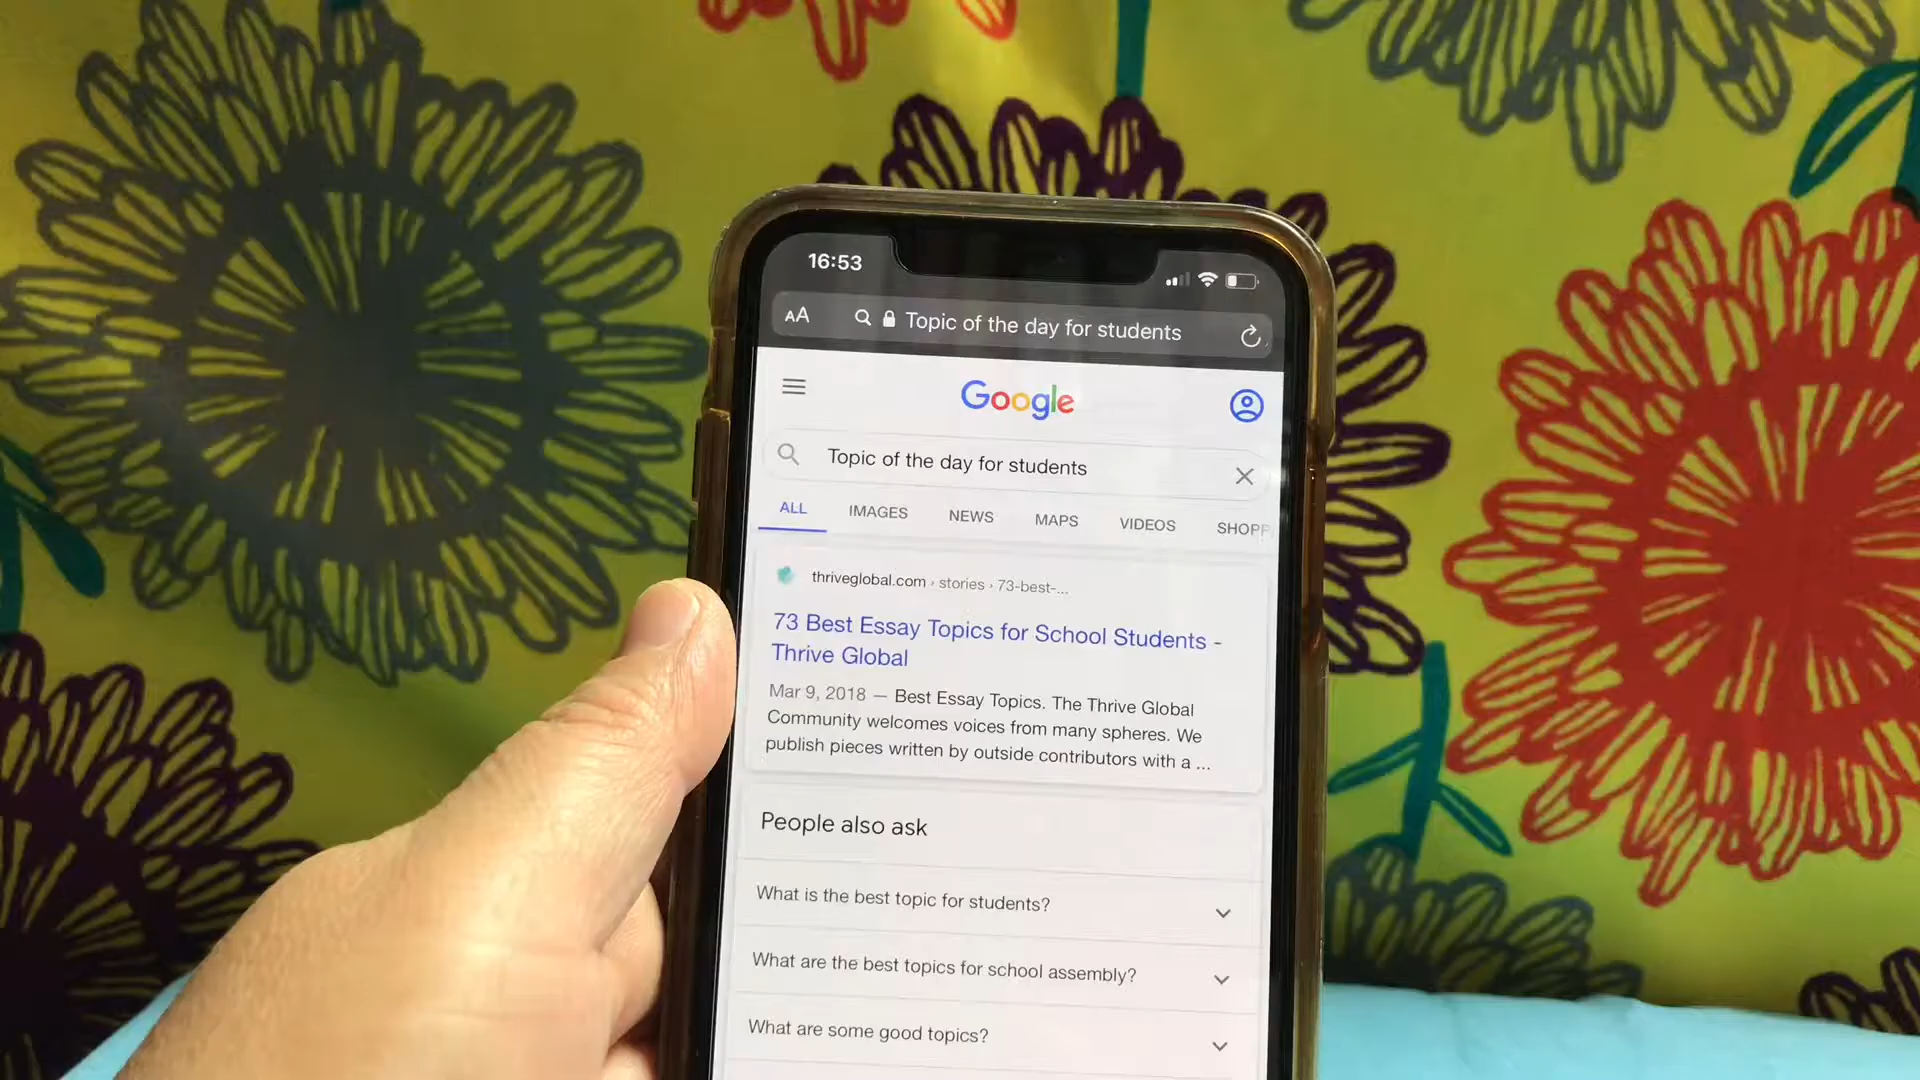 16:53
AA Topic of the day for students
Google
Topic of the day for students
ALL IMAGES NEWS MAPS VIDEOS SHOPP
thriveglobal.com › stories › 73-best-...
73 Best Essay Topics for School Students -
Thrive Global
Mar 9, 2018 — Best Essay Topics. The Thrive Global
Community welcomes voices from many spheres. We
publish pieces written by outside contributors with a ...
People also ask
What is the best topic for students?
What are the best topics for school assembly?
What are some good topics?